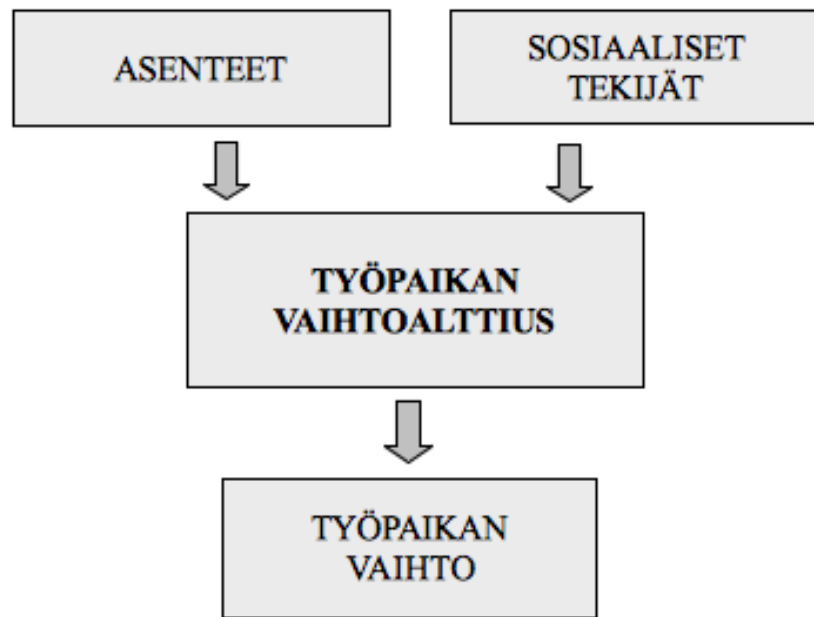 ASENTEET
SOSIAALISET
TEKIJÄT
TYÖPAIKAN
VAIHTOALTTIUS
TYÖPAIKAN
VAIHTO